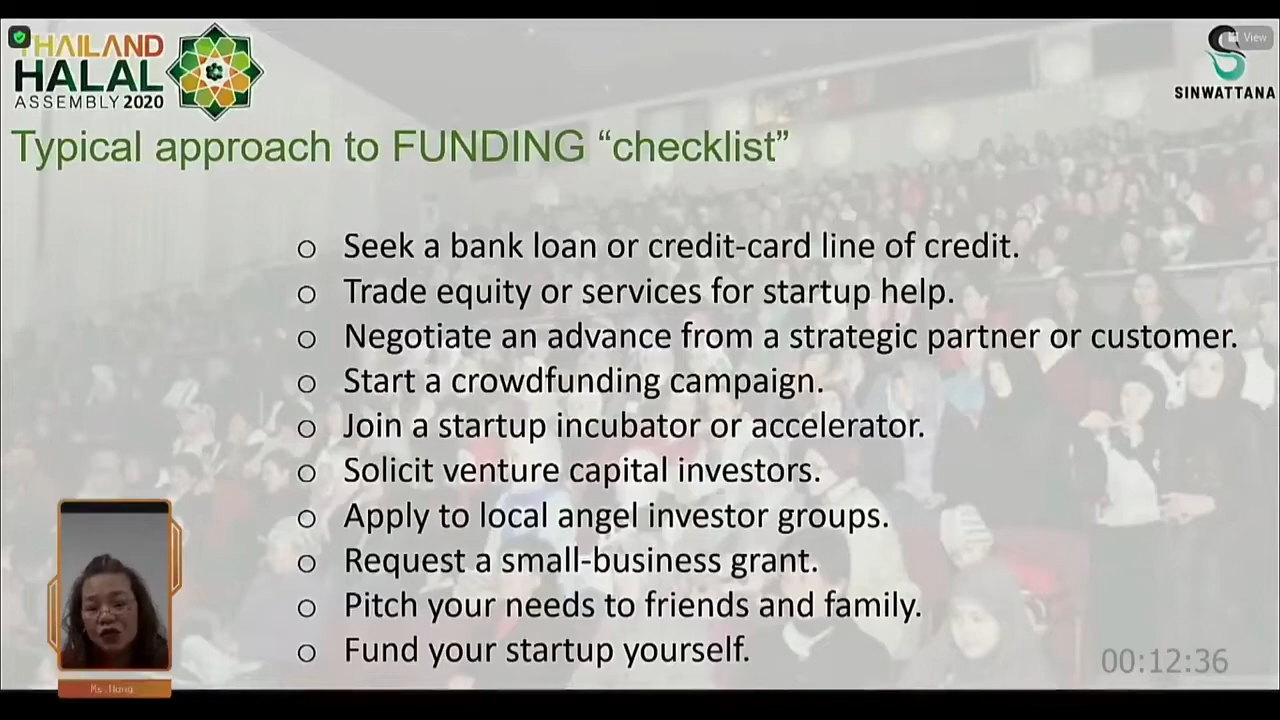 THAILAND
HALAL
ASSEMBLY 2020
View
SINWATTANA
Typical approach to FUNDING “checklist”
o Seek a bank loan or credit-card line of credit.
o Trade equity or services for startup help.
o Negotiate an advance from a strategic partner or customer.
o Start a crowdfunding campaign.
o Join a startup incubator or accelerator.
o Solicit venture capital investors.
o Apply to local angel investor groups.
o Request a small-business grant.
o Pitch your needs to friends and family.
o Fund your startup yourself.
00:12:36
Ms.